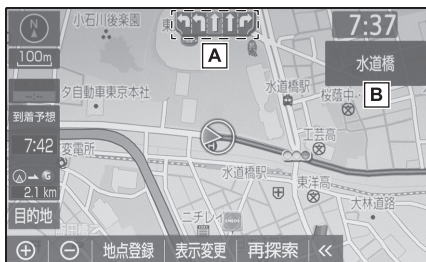 N
小石川後楽園
東
7:37
A
100m
水道橋
水道橋駅
桜蔭中
B
タ自動車東京本社
--:--
到着予想
工芸高
7:42
変電所
水道橋駅
東洋高
2.1 km
大林道路
目的地
ニチレイ
地点登録
表示変更
再探索
«